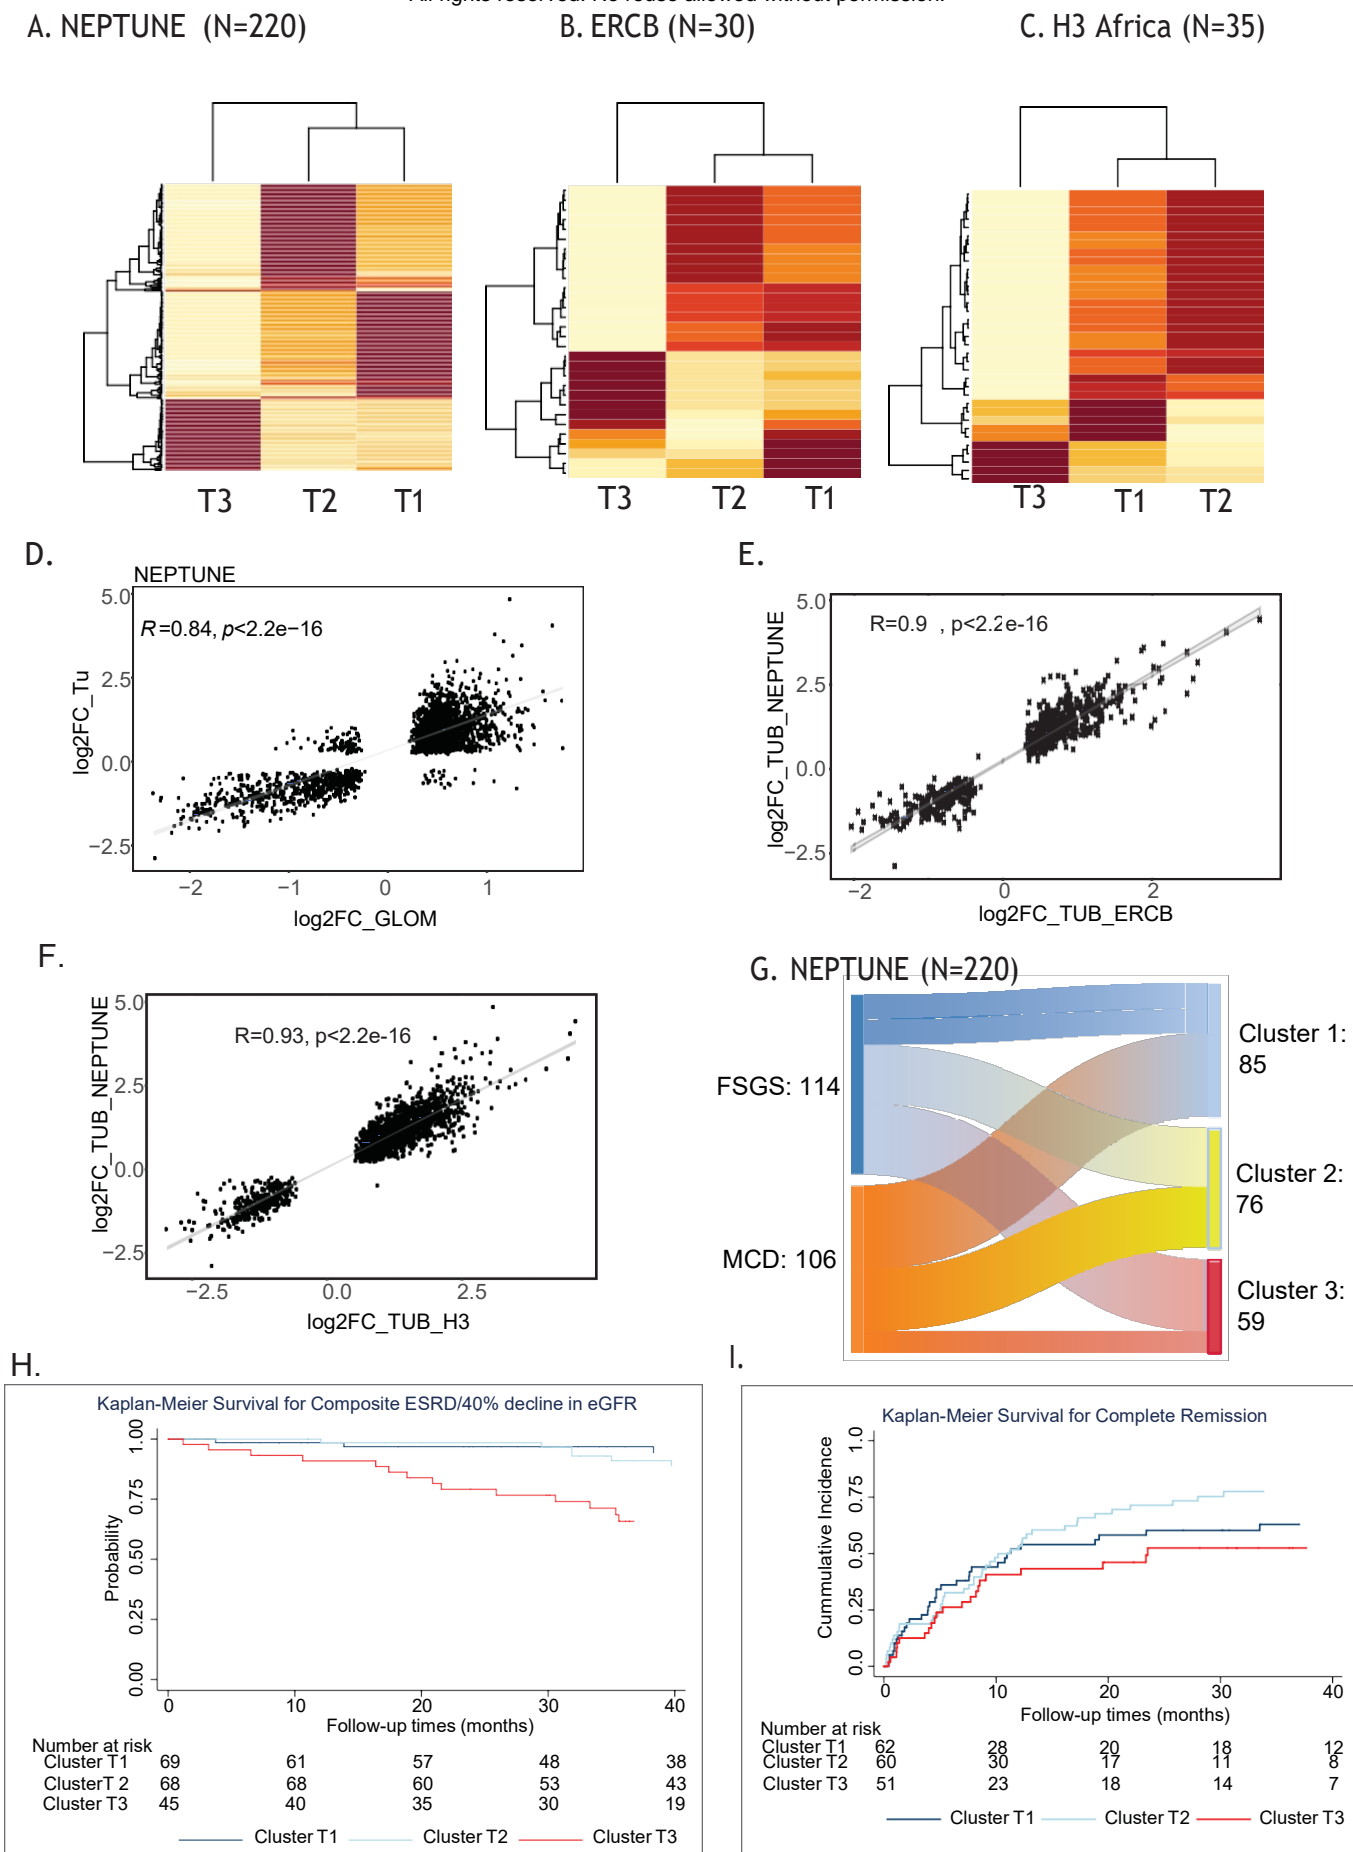 All rights reserved. No reuse allowed without permission.
A. NEPTUNE (N=220)
B. ERCB (N=30)
C. H3 Africa (N=35)
T3 T2 T1
T3 T2 T1
T3 T1 T2
D.
NEPTUNE
R=0.84, p<2.2e−16
5.0
2.5
0.0
−2.5
log2FC_Tu
−2 −1 0 1
log2FC_GLOM
E.
R=0.9 , p<2.2e-16
5.0
2.5
0.0
−2.5
log2FC_TUB_NEPTUNE
−2 0 2
log2FC_TUB_ERCB
F.
R=0.93, p<2.2e-16
5.0
2.5
0.0
−2.5
log2FC_TUB_NEPTUNE
−2.5 0.0 2.5
log2FC_TUB_H3
G. NEPTUNE (N=220)
FSGS: 114
MCD: 106
Cluster 1:
85
Cluster 2:
76
Cluster 3:
59
H.
Kaplan-Meier Survival for Composite ESRD/40% decline in eGFR
1.00
0.75
0.50
0.25
0.00
Probability
0 10 20 30 40
Follow-up times (months)
Number at risk
Cluster T1 69 61 57 48 38
ClusterT 2 68 68 60 53 43
Cluster T3 45 40 35 30 19
Cluster T1 Cluster T2 Cluster T3
I.
Kaplan-Meier Survival for Complete Remission
1.0
0.75
0.50
0.25
0.0
Cummulative Incidence
0 10 20 30 40
Follow-up times (months)
Number at risk
Cluster T1 62 28 20 18 12
Cluster T2 60 30 17 11 8
Cluster T3 51 23 18 14 7
Cluster T1 Cluster T2 Cluster T3